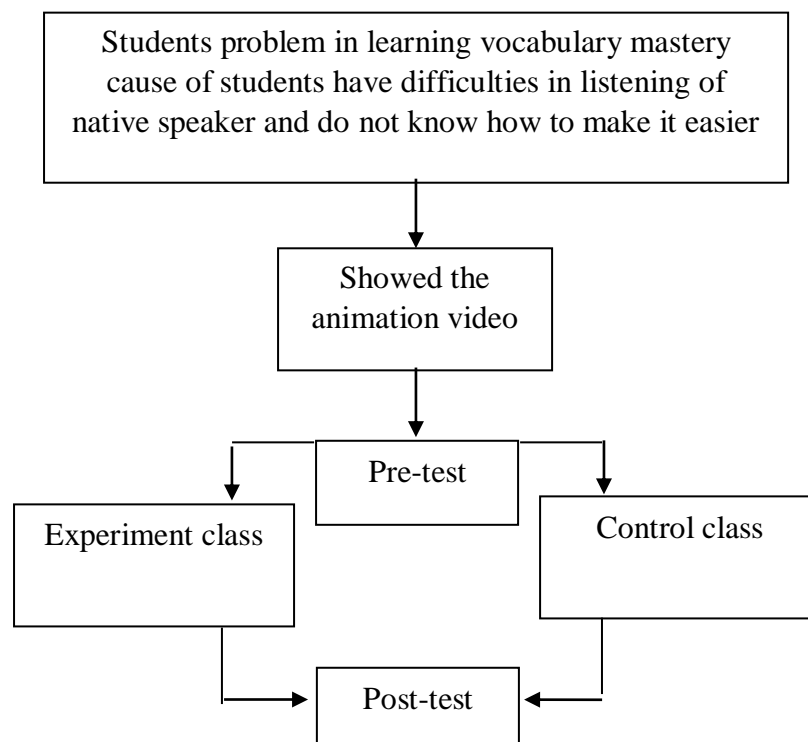 Students problem in learning vocabulary mastery
cause of students have difficulties in listening of
native speaker and do not know how to make it easier
Showed the
animation video
Pre-test
Experiment class
Control class
Post-test